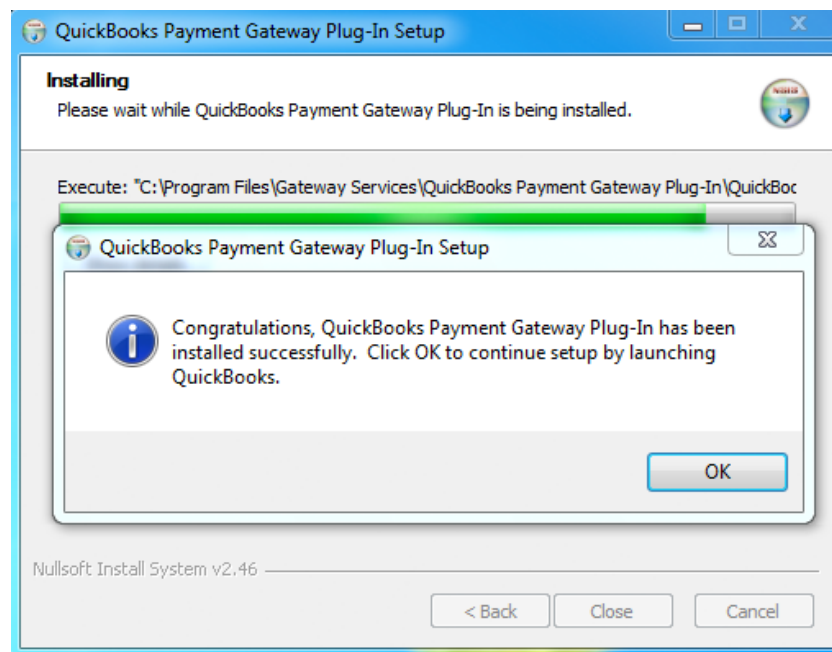 QuickBooks Payment Gateway Plug-In Setup
Installing
Please wait while QuickBooks Payment Gateway Plug-In is being installed.
Execute: "C:\Program Files\Gateway Services\QuickBooks Payment Gateway Plug-In\QuickBoc
QuickBooks Payment Gateway Plug-In Setup
Congratulations, QuickBooks Payment Gateway Plug-In has been
installed successfully. Click OK to continue setup by launching
QuickBooks.
OK
Nullsoft Install System v2.46
< Back Close Cancel